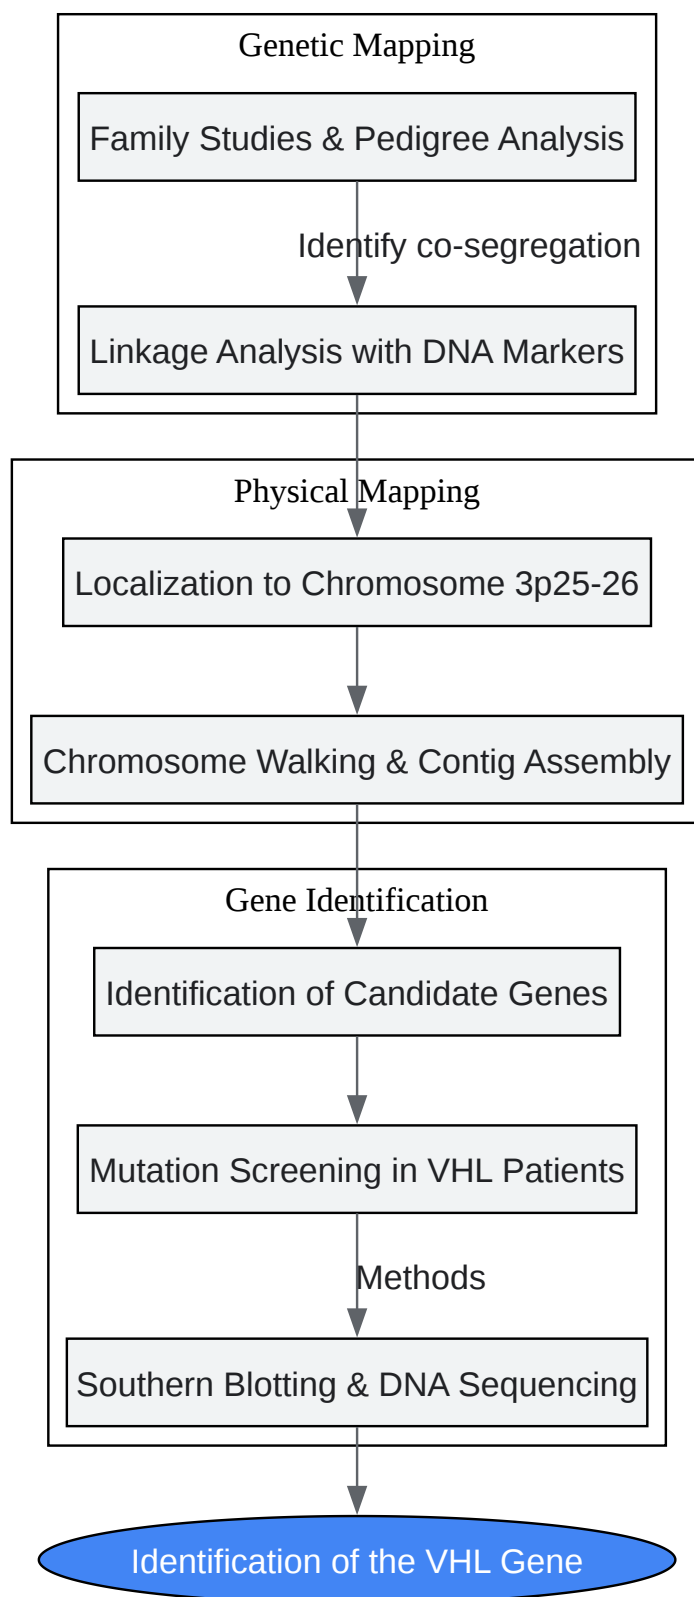 Genetic Mapping
Family Studies & Pedigree Analysis
Identify co-segregation
Linkage Analysis with DNA Markers
Physical Mapping
Localization to Chromosome 3p25-26
Chromosome Walking & Contig Assembly
Gene Identification
Identification of Candidate Genes
Mutation Screening in VHL Patients
Methods
Southern Blotting & DNA Sequencing
Identification of the VHL Gene